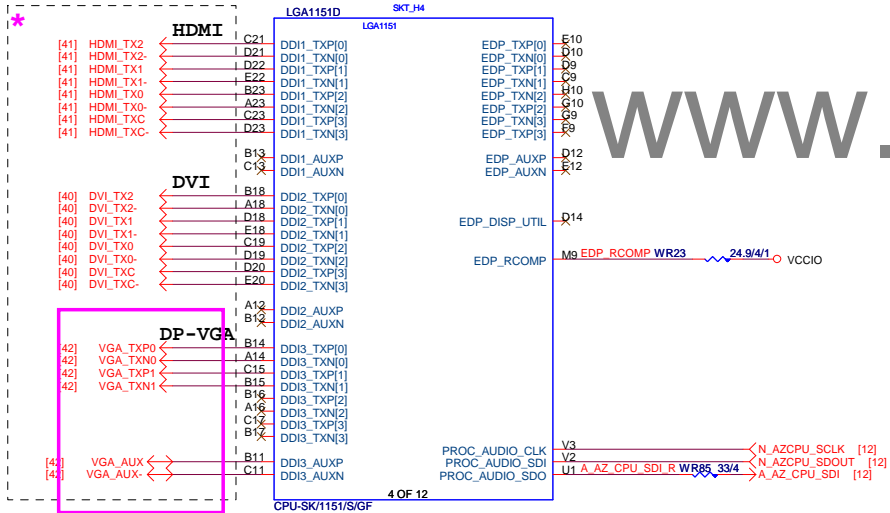 LGA1151D SKT_H4
* HDMI LGA1151
[41] HDMI_TX2 C21 DDI1_TXP[0] EDP_TXP[0] E10
[41] HDMI_TX2- D21 DDI1_TXN[0] EDP_TXN[0] D10
[41] HDMI_TX1 D22 DDI1_TXP[1] EDP_TXP[1] D9
[41] HDMI_TX1- E22 DDI1_TXN[1] EDP_TXN[1] C9
[41] HDMI_TX0 B23 DDI1_TXP[2] EDP_TXP[2] H10
[41] HDMI_TX0- A23 DDI1_TXN[2] EDP_TXN[2] G10
[41] HDMI_TXC C23 DDI1_TXP[3] EDP_TXN[3] G9
[41] HDMI_TXC- D23 DDI1_TXN[3] EDP_TXP[3] F9
www.
B13 DDI1_AUXP EDP_AUXP D12
C13 DDI1_AUXN EDP_AUXN E12
DVI
[40] DVI_TX2 B18 DDI2_TXP[0]
[40] DVI_TX2- A18 DDI2_TXN[0]
[40] DVI_TX1 D18 DDI2_TXP[1] EDP_DISP_UTIL D14
[40] DVI_TX1- E18 DDI2_TXN[1]
[40] DVI_TX0 C19 DDI2_TXP[2]
[40] DVI_TX0- D19 DDI2_TXN[2] EDP_RCOMP M9 EDP_RCOMP WR23 24.9/4/1 VCCIO
[40] DVI_TXC D20 DDI2_TXP[3]
[40] DVI_TXC- E20 DDI2_TXN[3]
A12 DDI2_AUXP
B12 DDI2_AUXN
DP-VGA
[42] VGA_TXP0 B14 DDI3_TXP[0]
[42] VGA_TXN0 A14 DDI3_TXN[0]
[42] VGA_TXP1 C15 DDI3_TXP[1]
[42] VGA_TXN1 B15 DDI3_TXN[1]
B16 DDI3_TXP[2]
A16 DDI3_TXN[2]
C17 DDI3_TXP[3]
B17 DDI3_TXN[3]
PROC_AUDIO_CLK V3 N_AZCPU_SCLK [12]
[42] VGA_AUX B11 DDI3_AUXP PROC_AUDIO_SDI V2 N_AZCPU_SDOUT [12]
[42] VGA_AUX- C11 DDI3_AUXN PROC_AUDIO_SDO U1 A_AZ_CPU_SDI_R WR85 33/4 A_AZ_CPU_SDI [12]
4 OF 12
CPU-SK/1151/S/GF